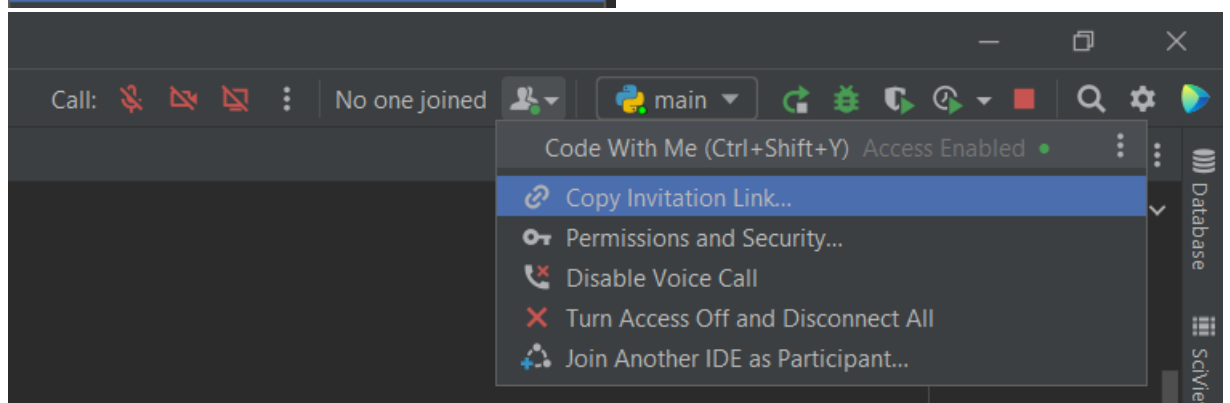 Call:
No one joined
main
Code With Me (Ctrl+Shift+Y) Access Enabled
Copy Invitation Link...
Permissions and Security...
Disable Voice Call
Turn Access Off and Disconnect All
Join Another IDE as Participant...
Database